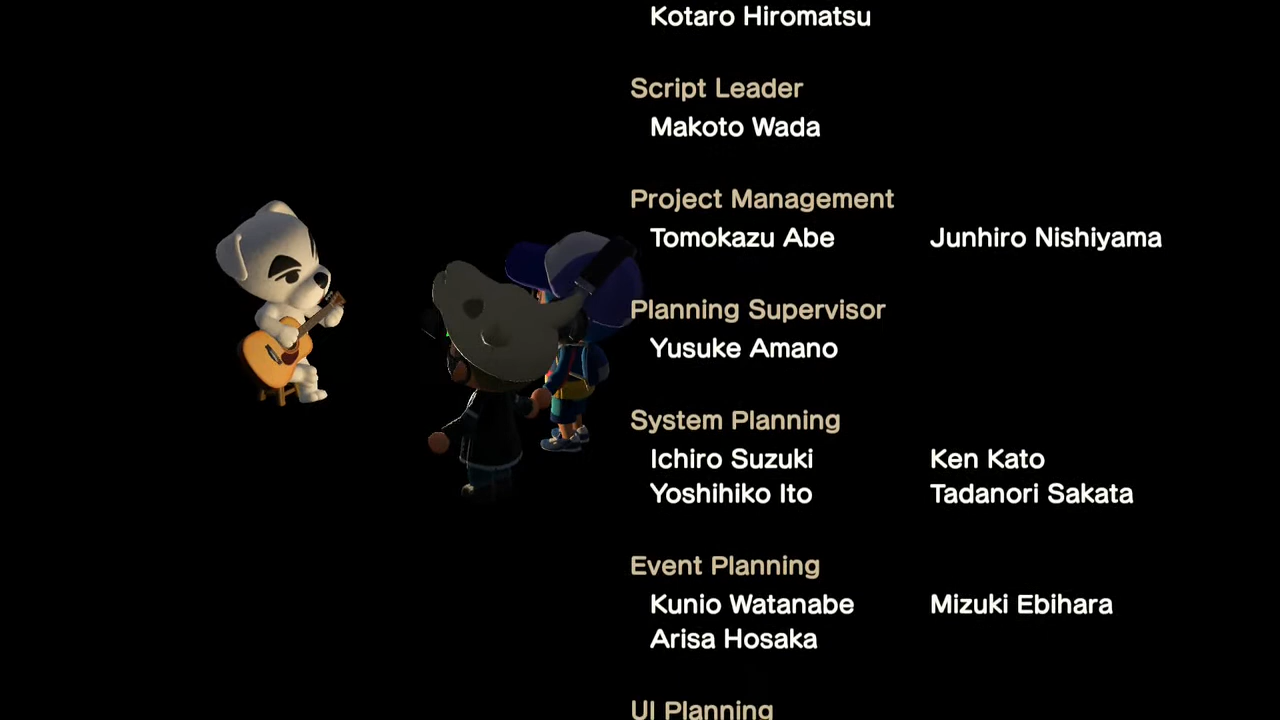 Kotaro Hiromatsu
Script Leader
Makoto Wada
Project Management
Tomokazu Abe Junhiro Nishiyama
Planning Supervisor
Yusuke Amano
System Planning
Ichiro Suzuki Ken Kato
Yoshihiko Ito Tadanori Sakata
Event Planning
Kunio Watanabe Mizuki Ebihara
Arisa Hosaka
UI Planning